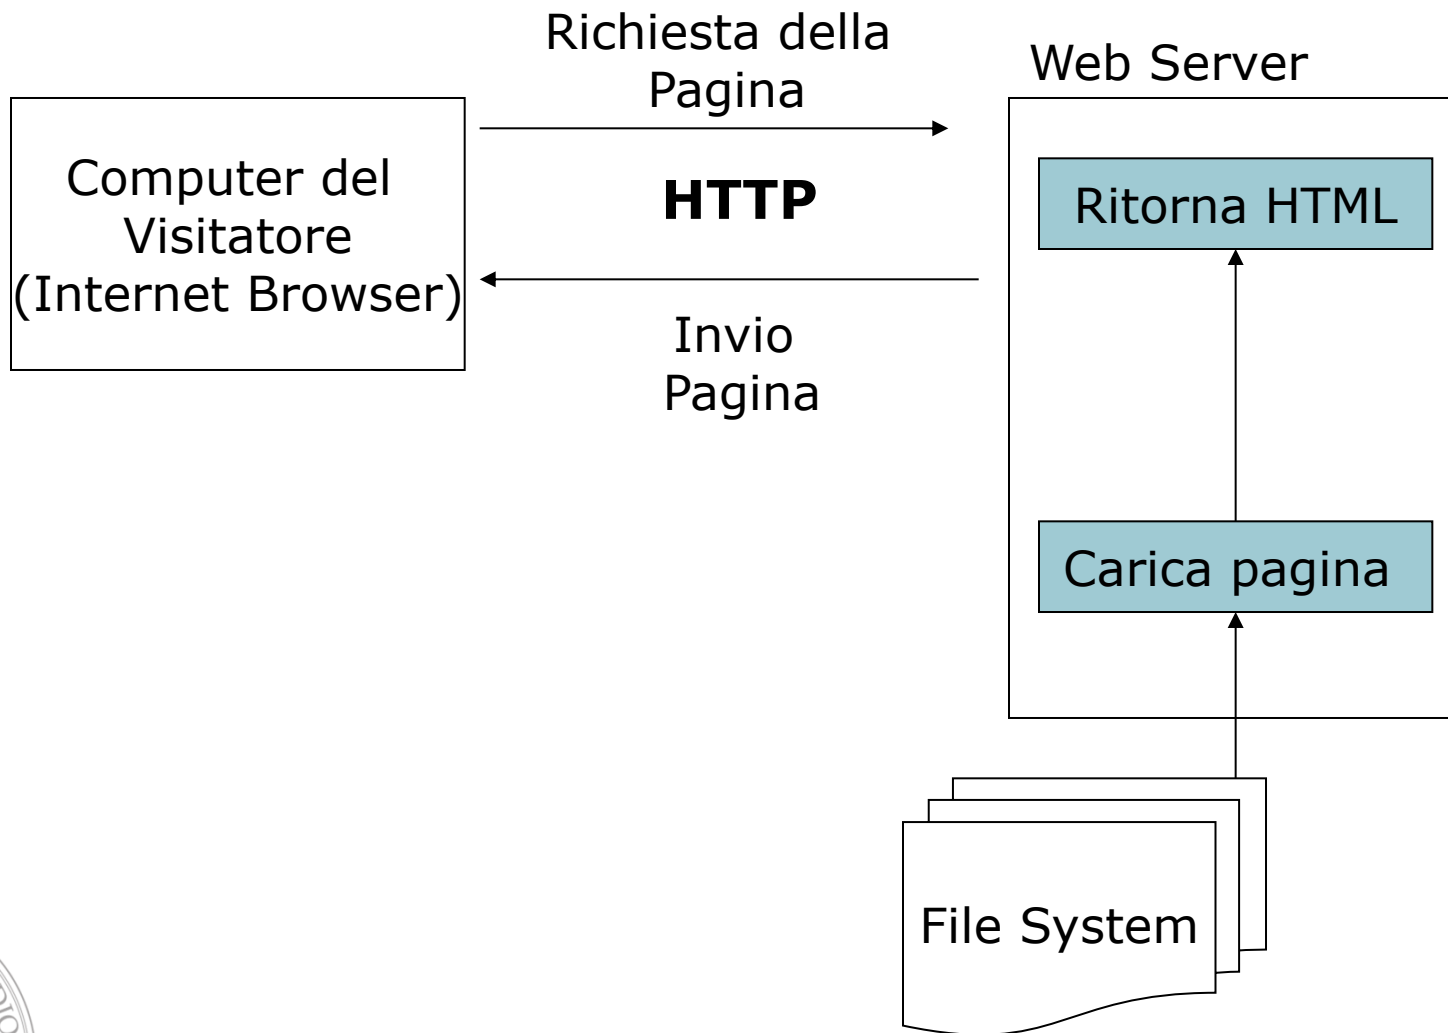 Richiesta della
Pagina
Web Server
Computer del
Visitatore
(Internet Browser)
HTTP
Ritorna HTML
Invio
Pagina
Carica pagina
File System